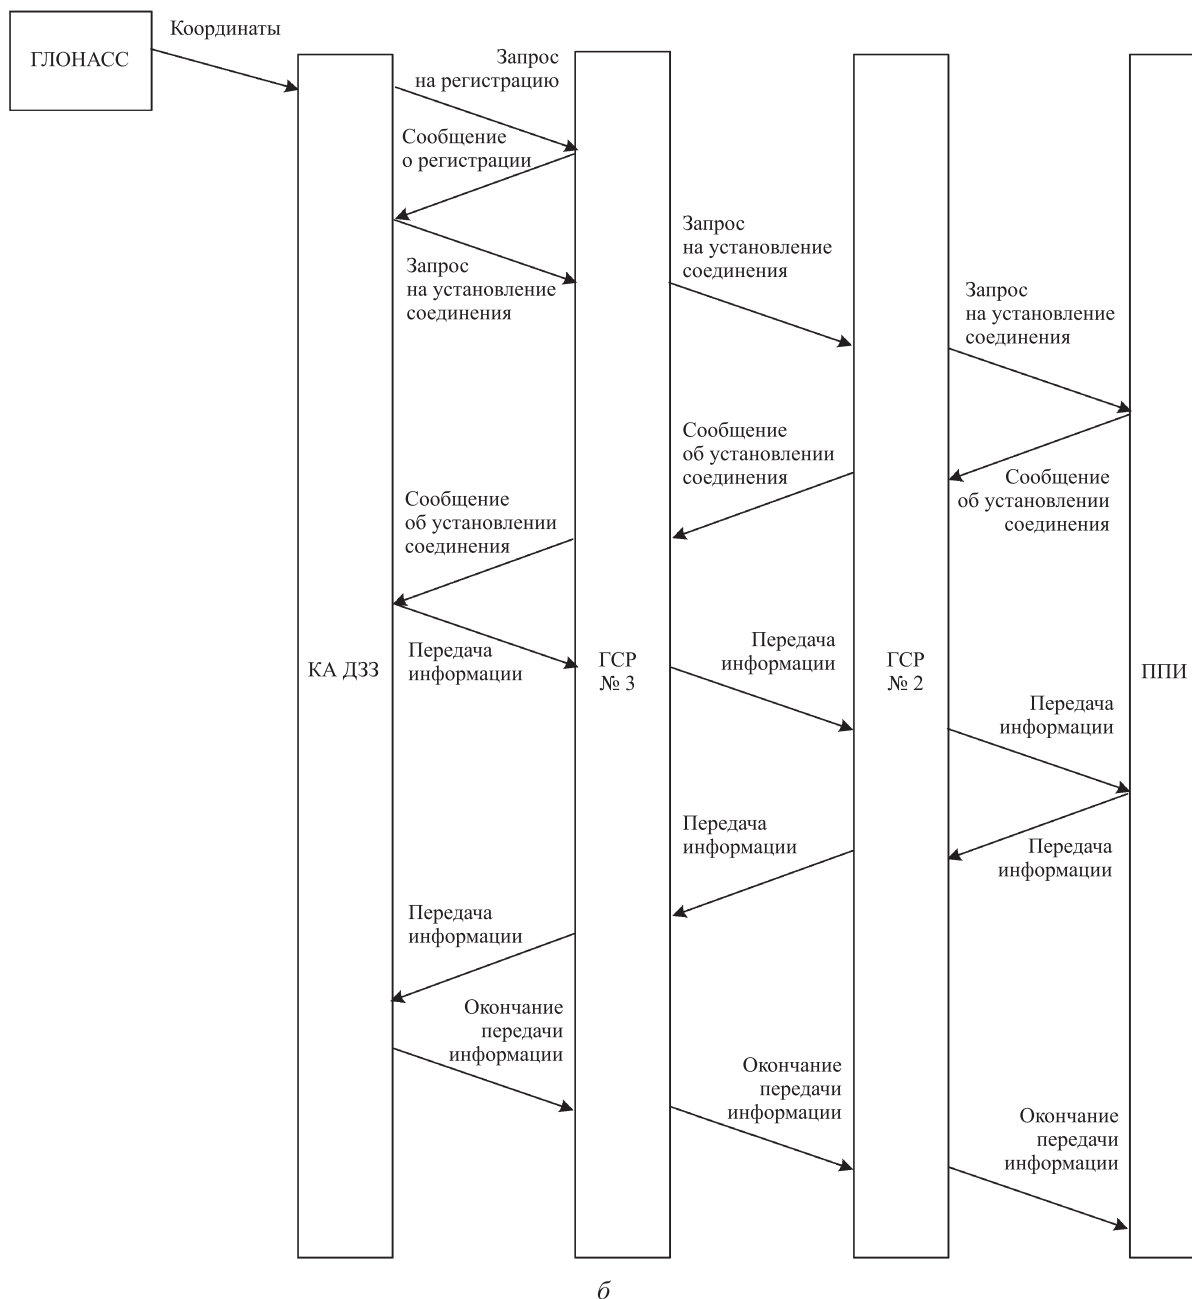 ГЛОНАСС
Координаты
Запрос
на регистрацию
Сообщение
о регистрации
Запрос
на установление
соединения
Запрос
на установление
соединения
Запрос
на установление
соединения
Сообщение
об установлении
соединения
Сообщение
об установлении
соединения
Сообщение
об установлении
соединения
КА ДЗЗ
Передача
информации
ГСР
№ 3
Передача
информации
ГСР
№ 2
ППИ
Передача
информации
Передача
информации
Передача
информации
Передача
информации
Окончание
передачи
информации
Окончание
передачи
информации
Окончание
передачи
информации
б